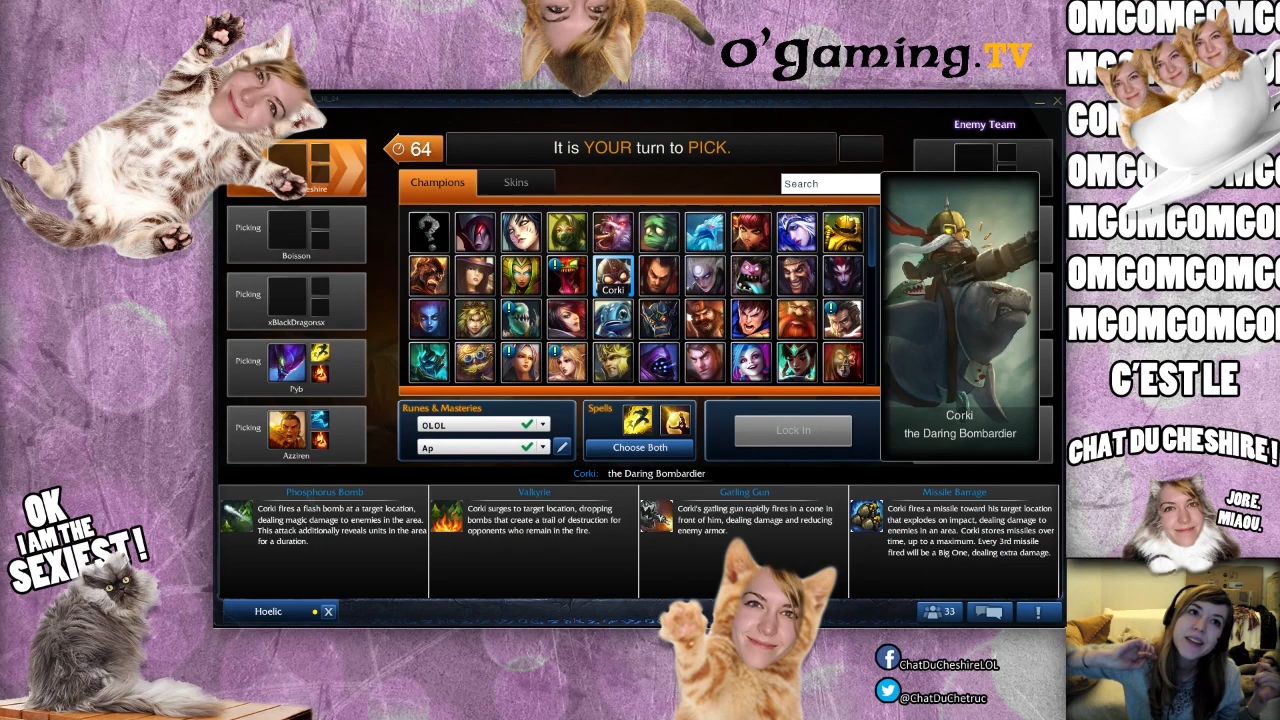 O'Gaming.TV
OMGOMGOMGO
Enemy Team
64
It is YOUR turn to PICK.
eshire
Champions
Skins
Search
Picking
Boisson
Picking
xBlackDragonsx
Picking
Pyb
Picking
Azziren
Corki
Corki
the Daring Bombardier
Runes & Masteries
OLOL
Ap
Spells
Choose Both
Lock In
Corki: the Daring Bombardier
Phosphorus Bomb
Corki fires a flash bomb at a target location,
dealing magic damage to enemies in the area.
This attack additionally reveals units in the area
for a duration.
Valkyrie
Corki surges to target location, dropping
bombs that create a trail of destruction for
opponents who remain in the fire.
Gatling Gun
Corki's gatling gun rapidly fires in a cone in
front of him, dealing damage and reducing
enemy armor.
Missile Barrage
Corki fires a missile toward his target location
that explodes on impact, dealing damage to
enemies in an area. Corki stores missiles over
time, up to a maximum. Every 3rd missile
fired will be a Big One, dealing extra damage.
Hoelic
33
MGOMGOMGOM
C'EST LE
CHAT DU CHESHIRE!
JORE.
MIAOU.
OK
I AM THE
SEXIEST!
ChatDuCheshireLOL
@ChatDuChetruc